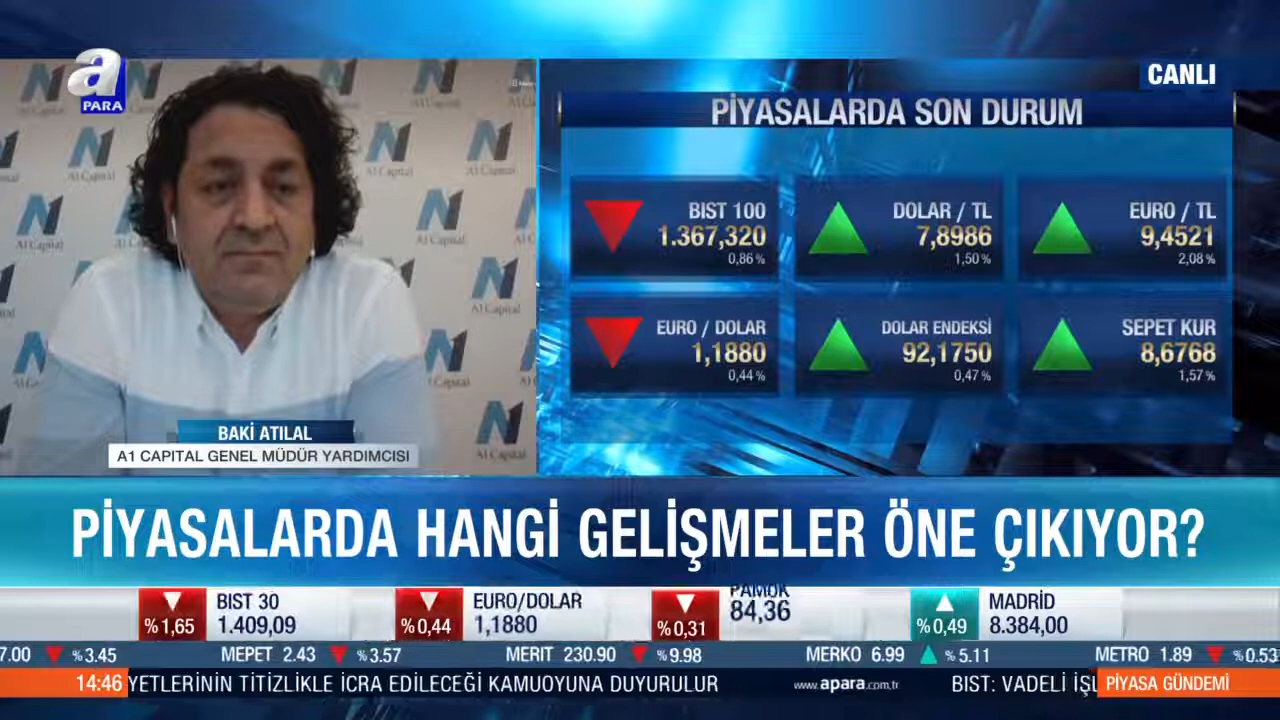 a
PARA
CANLI
PİYASALARDA SON DURUM
BIST 100
1.367,320
0,86 %
DOLAR / TL
7,8986
1,50 %
EURO / TL
9,4521
2,08 %
EURO / DOLAR
1,1880
0,44 %
DOLAR ENDEKSİ
92,1750
0,47 %
SEPET KUR
8,6768
1,57 %
A1 Capital
BAKİ ATILAL
A1 CAPITAL GENEL MÜDÜR YARDIMCISI
PİYASALARDA HANGİ GELİŞMELER ÖNE ÇIKIYOR?
% 1,65
BIST 30
1.409,09
% 0,44
EURO/DOLAR
1,1880
% 0,31
PAMUK
84,36
% 0,49
MADRİD
8.384,00
7.00 %3.45 MEPET 2.43 %3.57 MERIT 230.90 %9.98 MERKO 6.99 %5.11 METRO 1.89 %0.53
14:46 YETLERİNİN TİTİZLİKLE İCRA EDİLECEĞİ KAMUOYUNA DUYURULUR www.apara.com.tr BIST: VADELİ İŞL PİYASA GÜNDEMİ